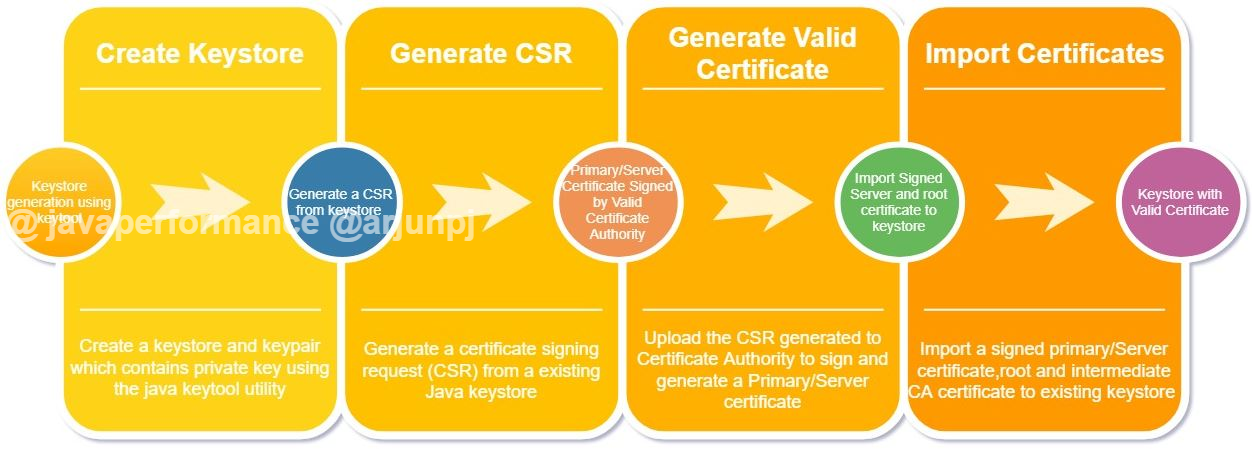 Create Keystore
Generate CSR
Generate Valid
Certificate
Import Certificates
Keystore
generation using
keytool
Generate a CSR
from keystore
Primary/Server
Certificate Signed
by Valid
Certificate
Authority
Import Signed
Server and root
certificate to
keystore
Keystore with
Valid Certificate
@ javaperformance @anjunpj
Create a keystore and keypair
which contains private key using
the java keytool utility
Generate a certificate signing
request (CSR) from a existing
Java keystore
Upload the CSR generated to
Certificate Authority to sign and
generate a Primary/Server
certificate
Import a signed primary/Server
certificate,root and intermediate
CA certificate to existing keystore